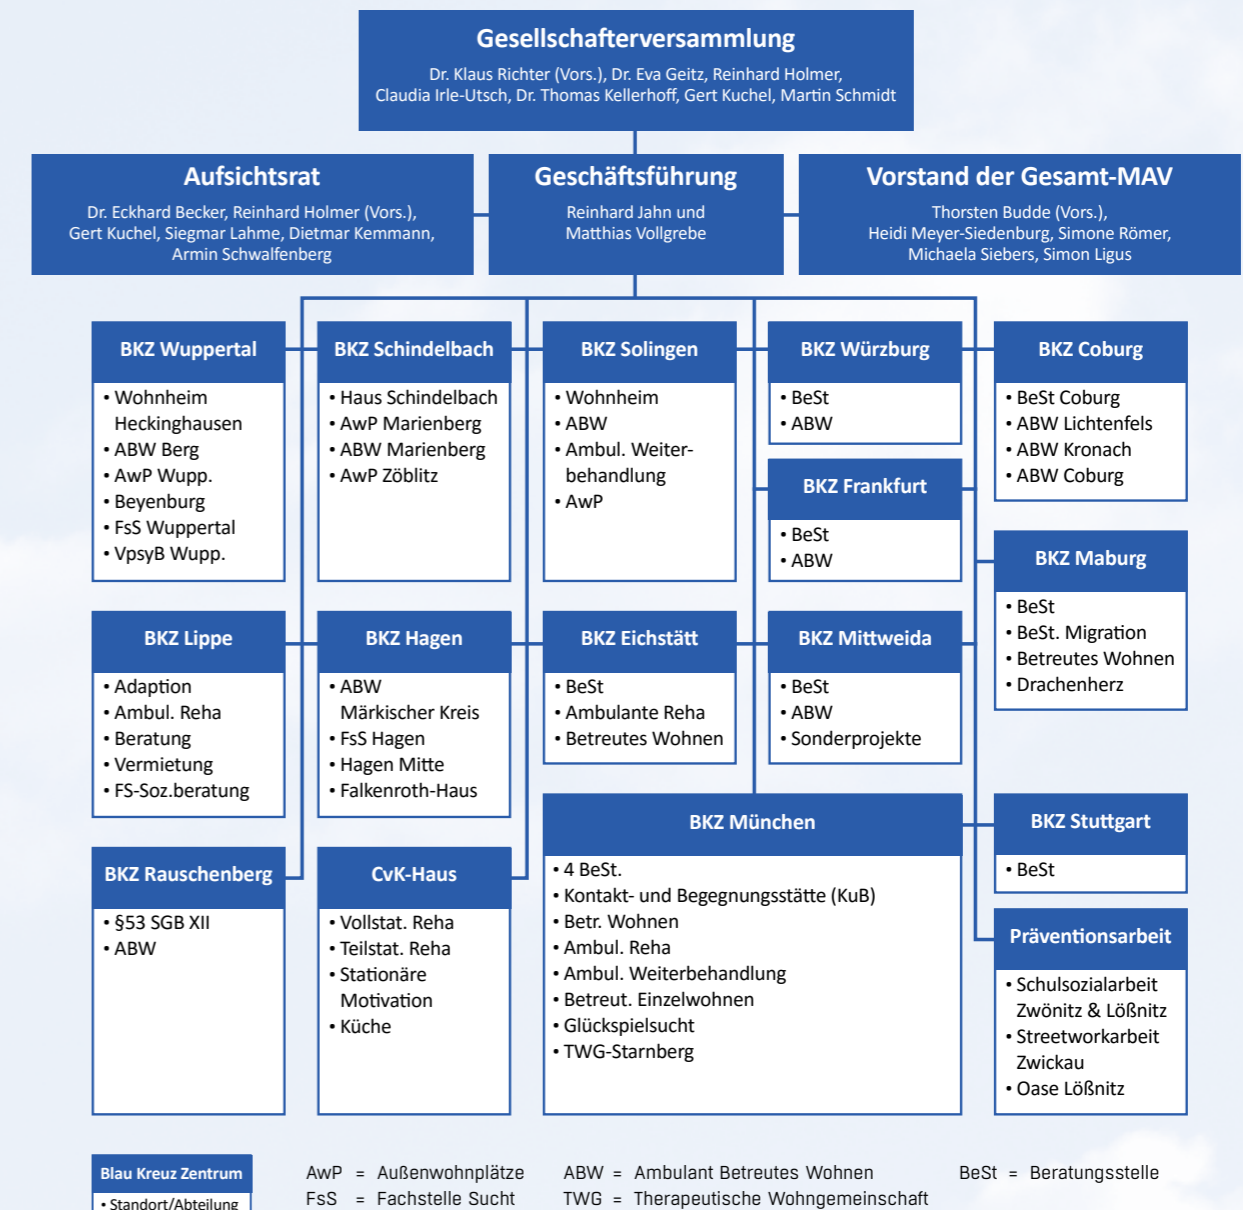 Gesellschafterversammlung
Dr. Klaus Richter (Vors.), Dr. Eva Geitz, Reinhard Holmer,
Claudia Irle-Utsch, Dr. Thomas Kellerhoff, Gert Kuchel, Martin Schmidt
Aufsichtsrat
Dr. Eckhard Becker, Reinhard Holmer (Vors.),
Gert Kuchel, Siegmar Lahme, Dietmar Kemmann,
Armin Schwalfenberg
Geschäftsführung
Reinhard Jahn und
Matthias Vollgrebe
Vorstand der Gesamt-MAV
Thorsten Budde (Vors.),
Heidi Meyer-Siedenburg, Simone Römer,
Michaela Siebers, Simon Ligus
BKZ Wuppertal
• Wohnheim
Heckinghausen
• ABW Berg
• AwP Wupp.
• Beyenburg
• FsS Wuppertal
• VpsyB Wupp.
BKZ Schindelbach
• Haus Schindelbach
• AwP Marienberg
• ABW Marienberg
• AwP Zöblitz
BKZ Solingen
• Wohnheim
• ABW
• Ambul. Weiter-
behandlung
• AwP
BKZ Würzburg
• BeSt
• ABW
BKZ Coburg
• BeSt Coburg
• ABW Lichtenfels
• ABW Kronach
• ABW Coburg
BKZ Frankfurt
• BeSt
• ABW
BKZ Maburg
• BeSt
• BeSt. Migration
• Betreutes Wohnen
• Drachenherz
BKZ Lippe
• Adaption
• Ambul. Reha
• Beratung
• Vermietung
• FS-Soz.beratung
BKZ Hagen
• ABW
Märkischer Kreis
• FsS Hagen
• Hagen Mitte
• Falkenroth-Haus
BKZ Eichstätt
• BeSt
• Ambulante Reha
• Betreutes Wohnen
BKZ Mittweida
• BeSt
• ABW
• Sonderprojekte
BKZ München
• 4 BeSt.
• Kontakt- und Begegnungsstätte (KuB)
• Betr. Wohnen
• Ambul. Reha
• Ambul. Weiterbehandlung
• Betreut. Einzelwohnen
• Glückspielsucht
• TWG-Starnberg
BKZ Stuttgart
• BeSt
BKZ Rauschenberg
• §53 SGB XII
• ABW
CvK-Haus
• Vollstat. Reha
• Teilstat. Reha
• Stationäre
Motivation
• Küche
Präventionsarbeit
• Schulsozialarbeit
Zwönitz & Lößnitz
• Streetworkarbeit
Zwickau
• Oase Lößnitz
Blau Kreuz Zentrum
• Standort/Abteilung
AwP = Außenwohnplätze ABW = Ambulant Betreutes Wohnen BeSt = Beratungsstelle
FsS = Fachstelle Sucht TWG = Therapeutische Wohngemeinschaft